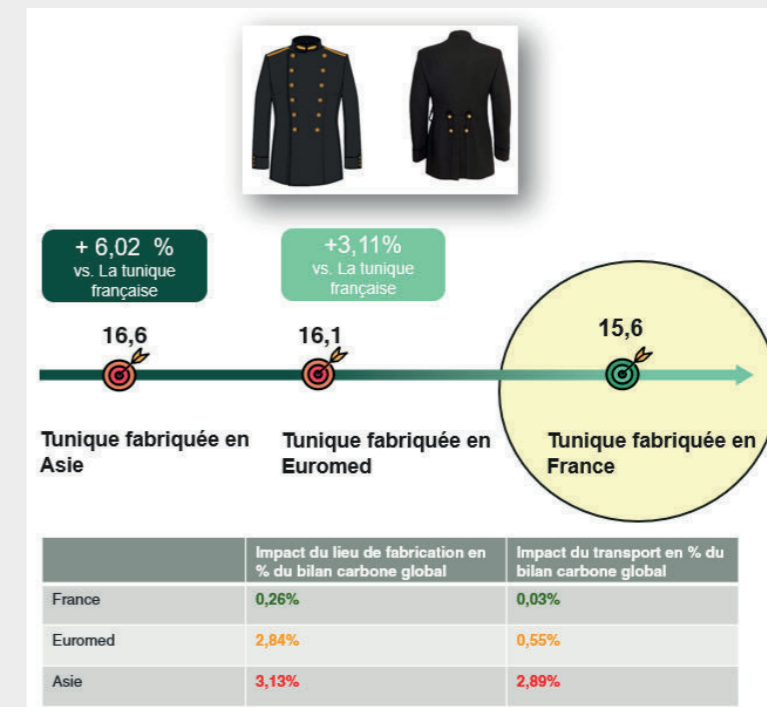 + 6,02 %
vs. La tunique
française
+3,11%
vs. La tunique
française
16,6
16,1
15,6
Tunique fabriquée en
Asie
Tunique fabriquée en
Euromed
Tunique fabriquée en
France
Impact du lieu de fabrication en
% du bilan carbone global
Impact du transport en % du
bilan carbone global
France
0,26%
0,03%
Euromed
2,84%
0,55%
Asie
3,13%
2,89%